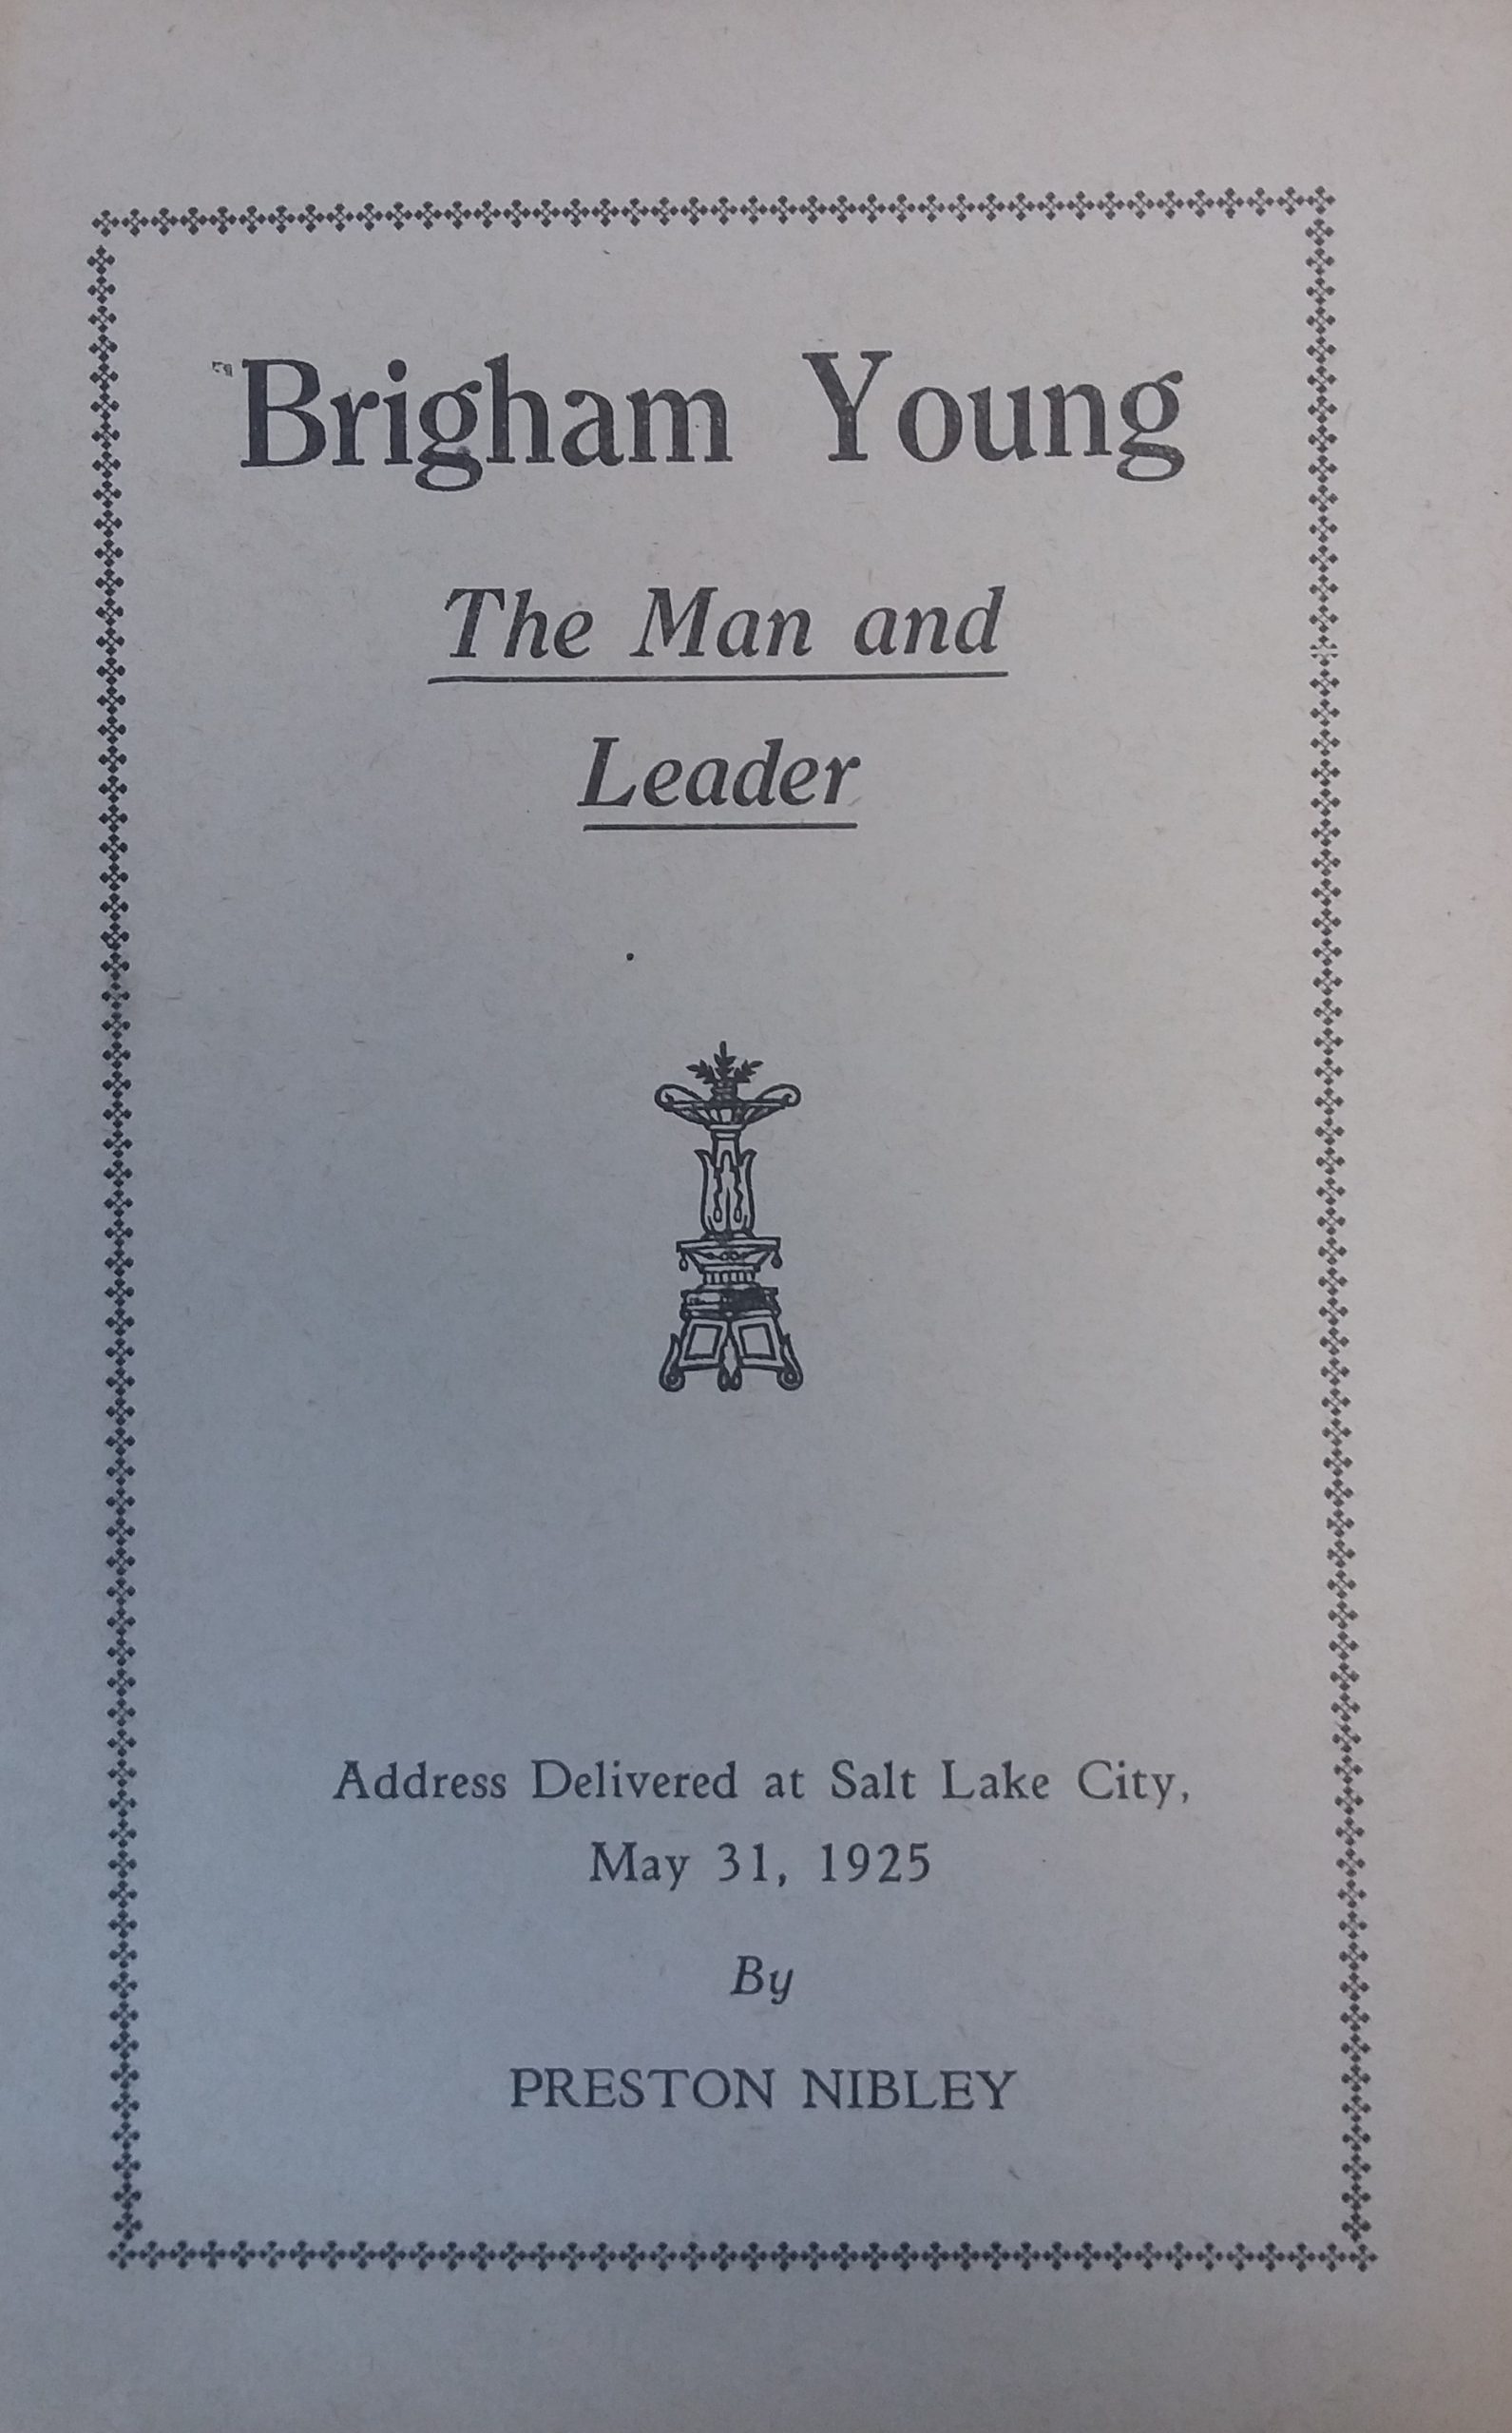 Brigham Young
The Man and
Leader
Address Delivered at Salt Lake City,
May 31, 1925
By
PRESTON NIBLEY